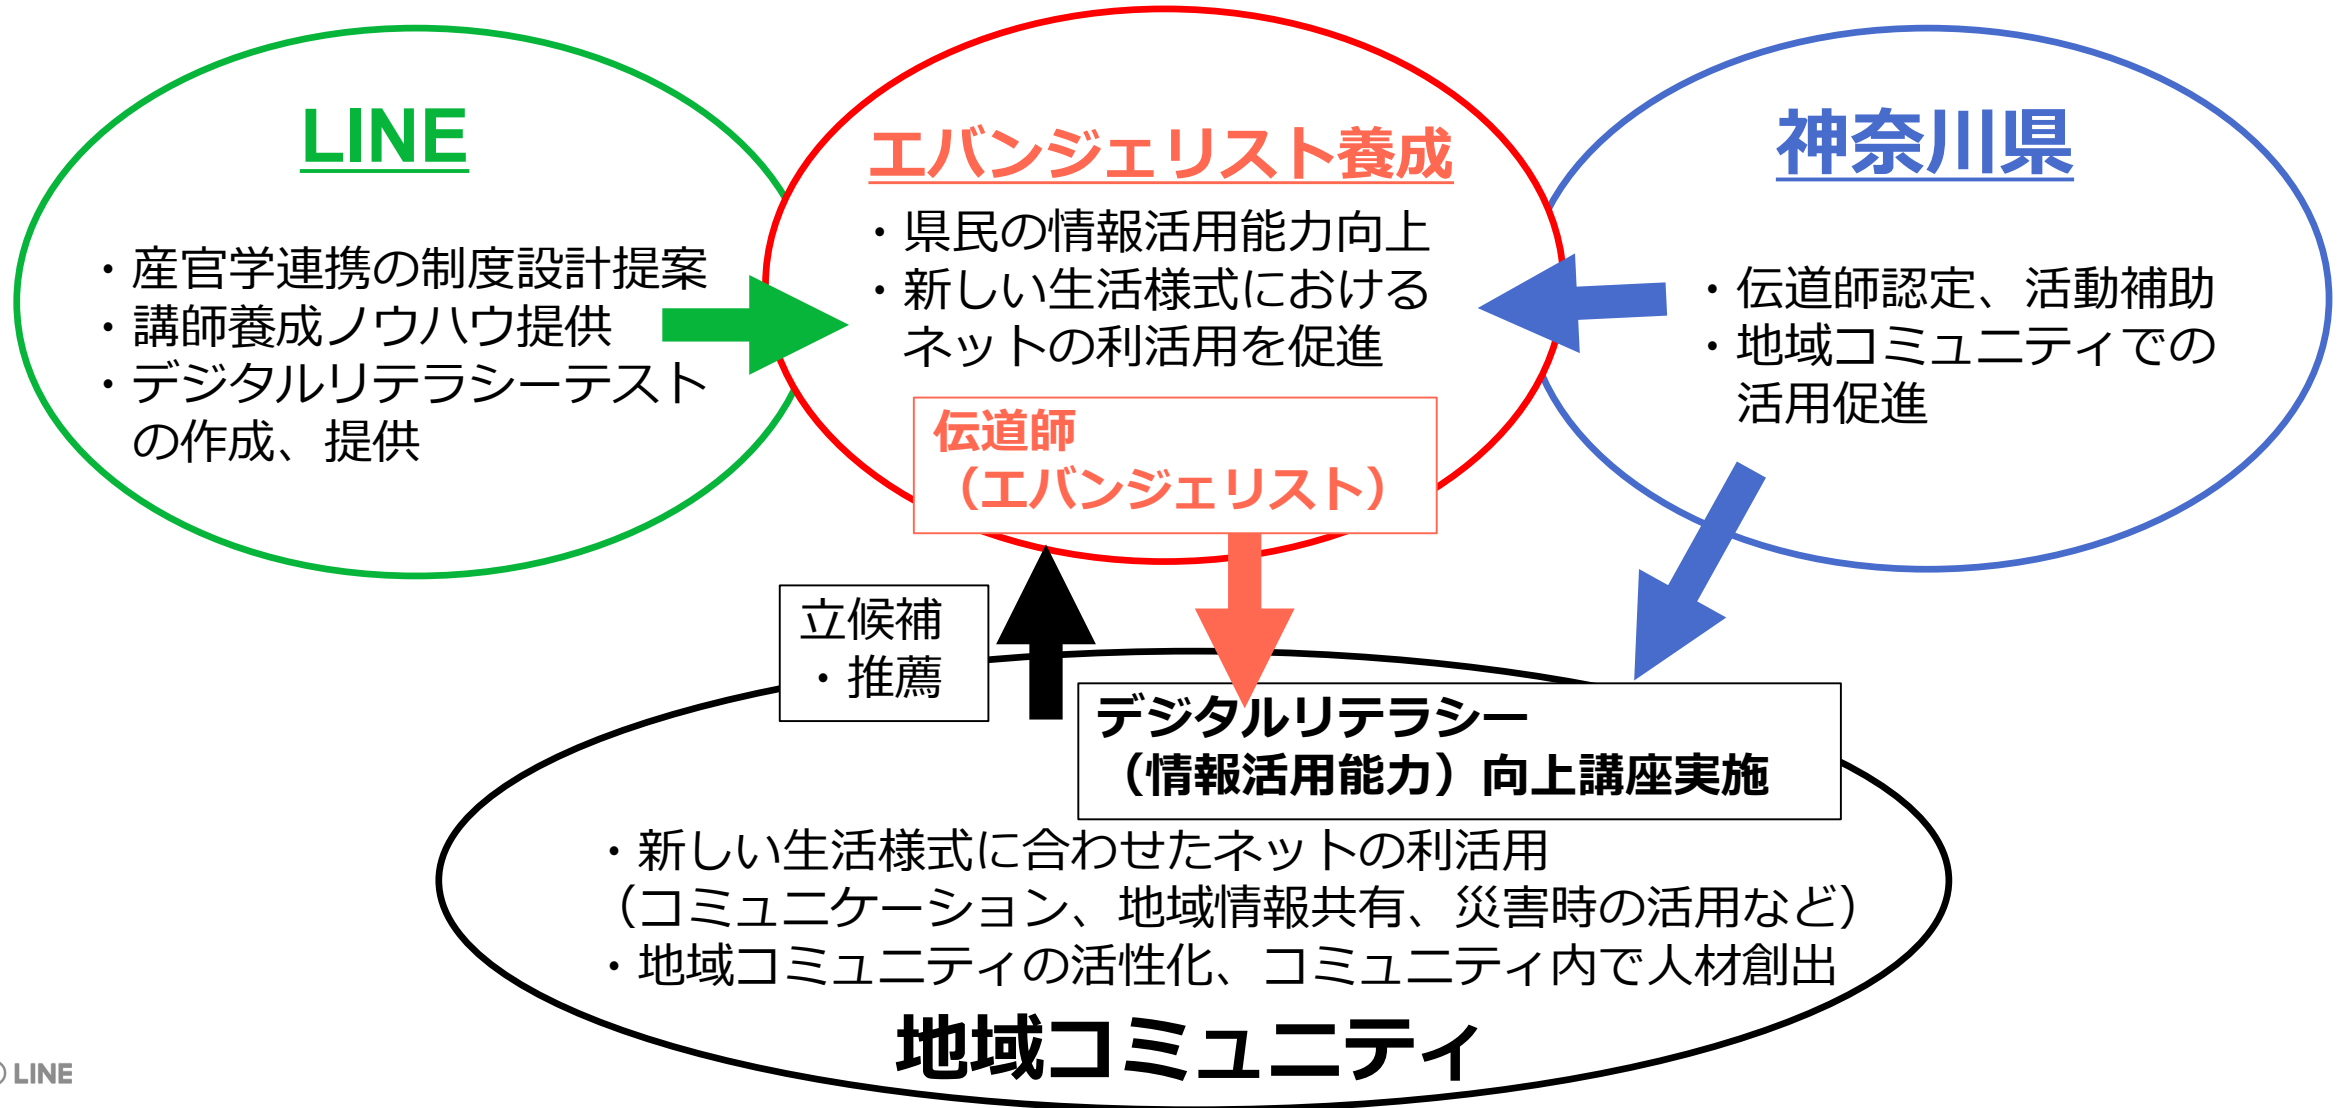 LINE
・産官学連携の制度設計提案
・講師養成ノウハウ提供
・デジタルリテラシーテスト
の作成、提供
エバンジェリスト養成
・県民の情報活用能力向上
・新しい生活様式における
ネットの利活用を促進
伝道師
（エバンジェリスト）
神奈川県
・伝道師認定、活動補助
・地域コミュニティでの
活用促進
立候補
・推薦
デジタルリテラシー
（情報活用能力）向上講座実施
・新しい生活様式に合わせたネットの利活用
（コミュニケーション、地域情報共有、災害時の活用など）
・地域コミュニティの活性化、コミュニティ内で人材創出
地域コミュニティ
LINE